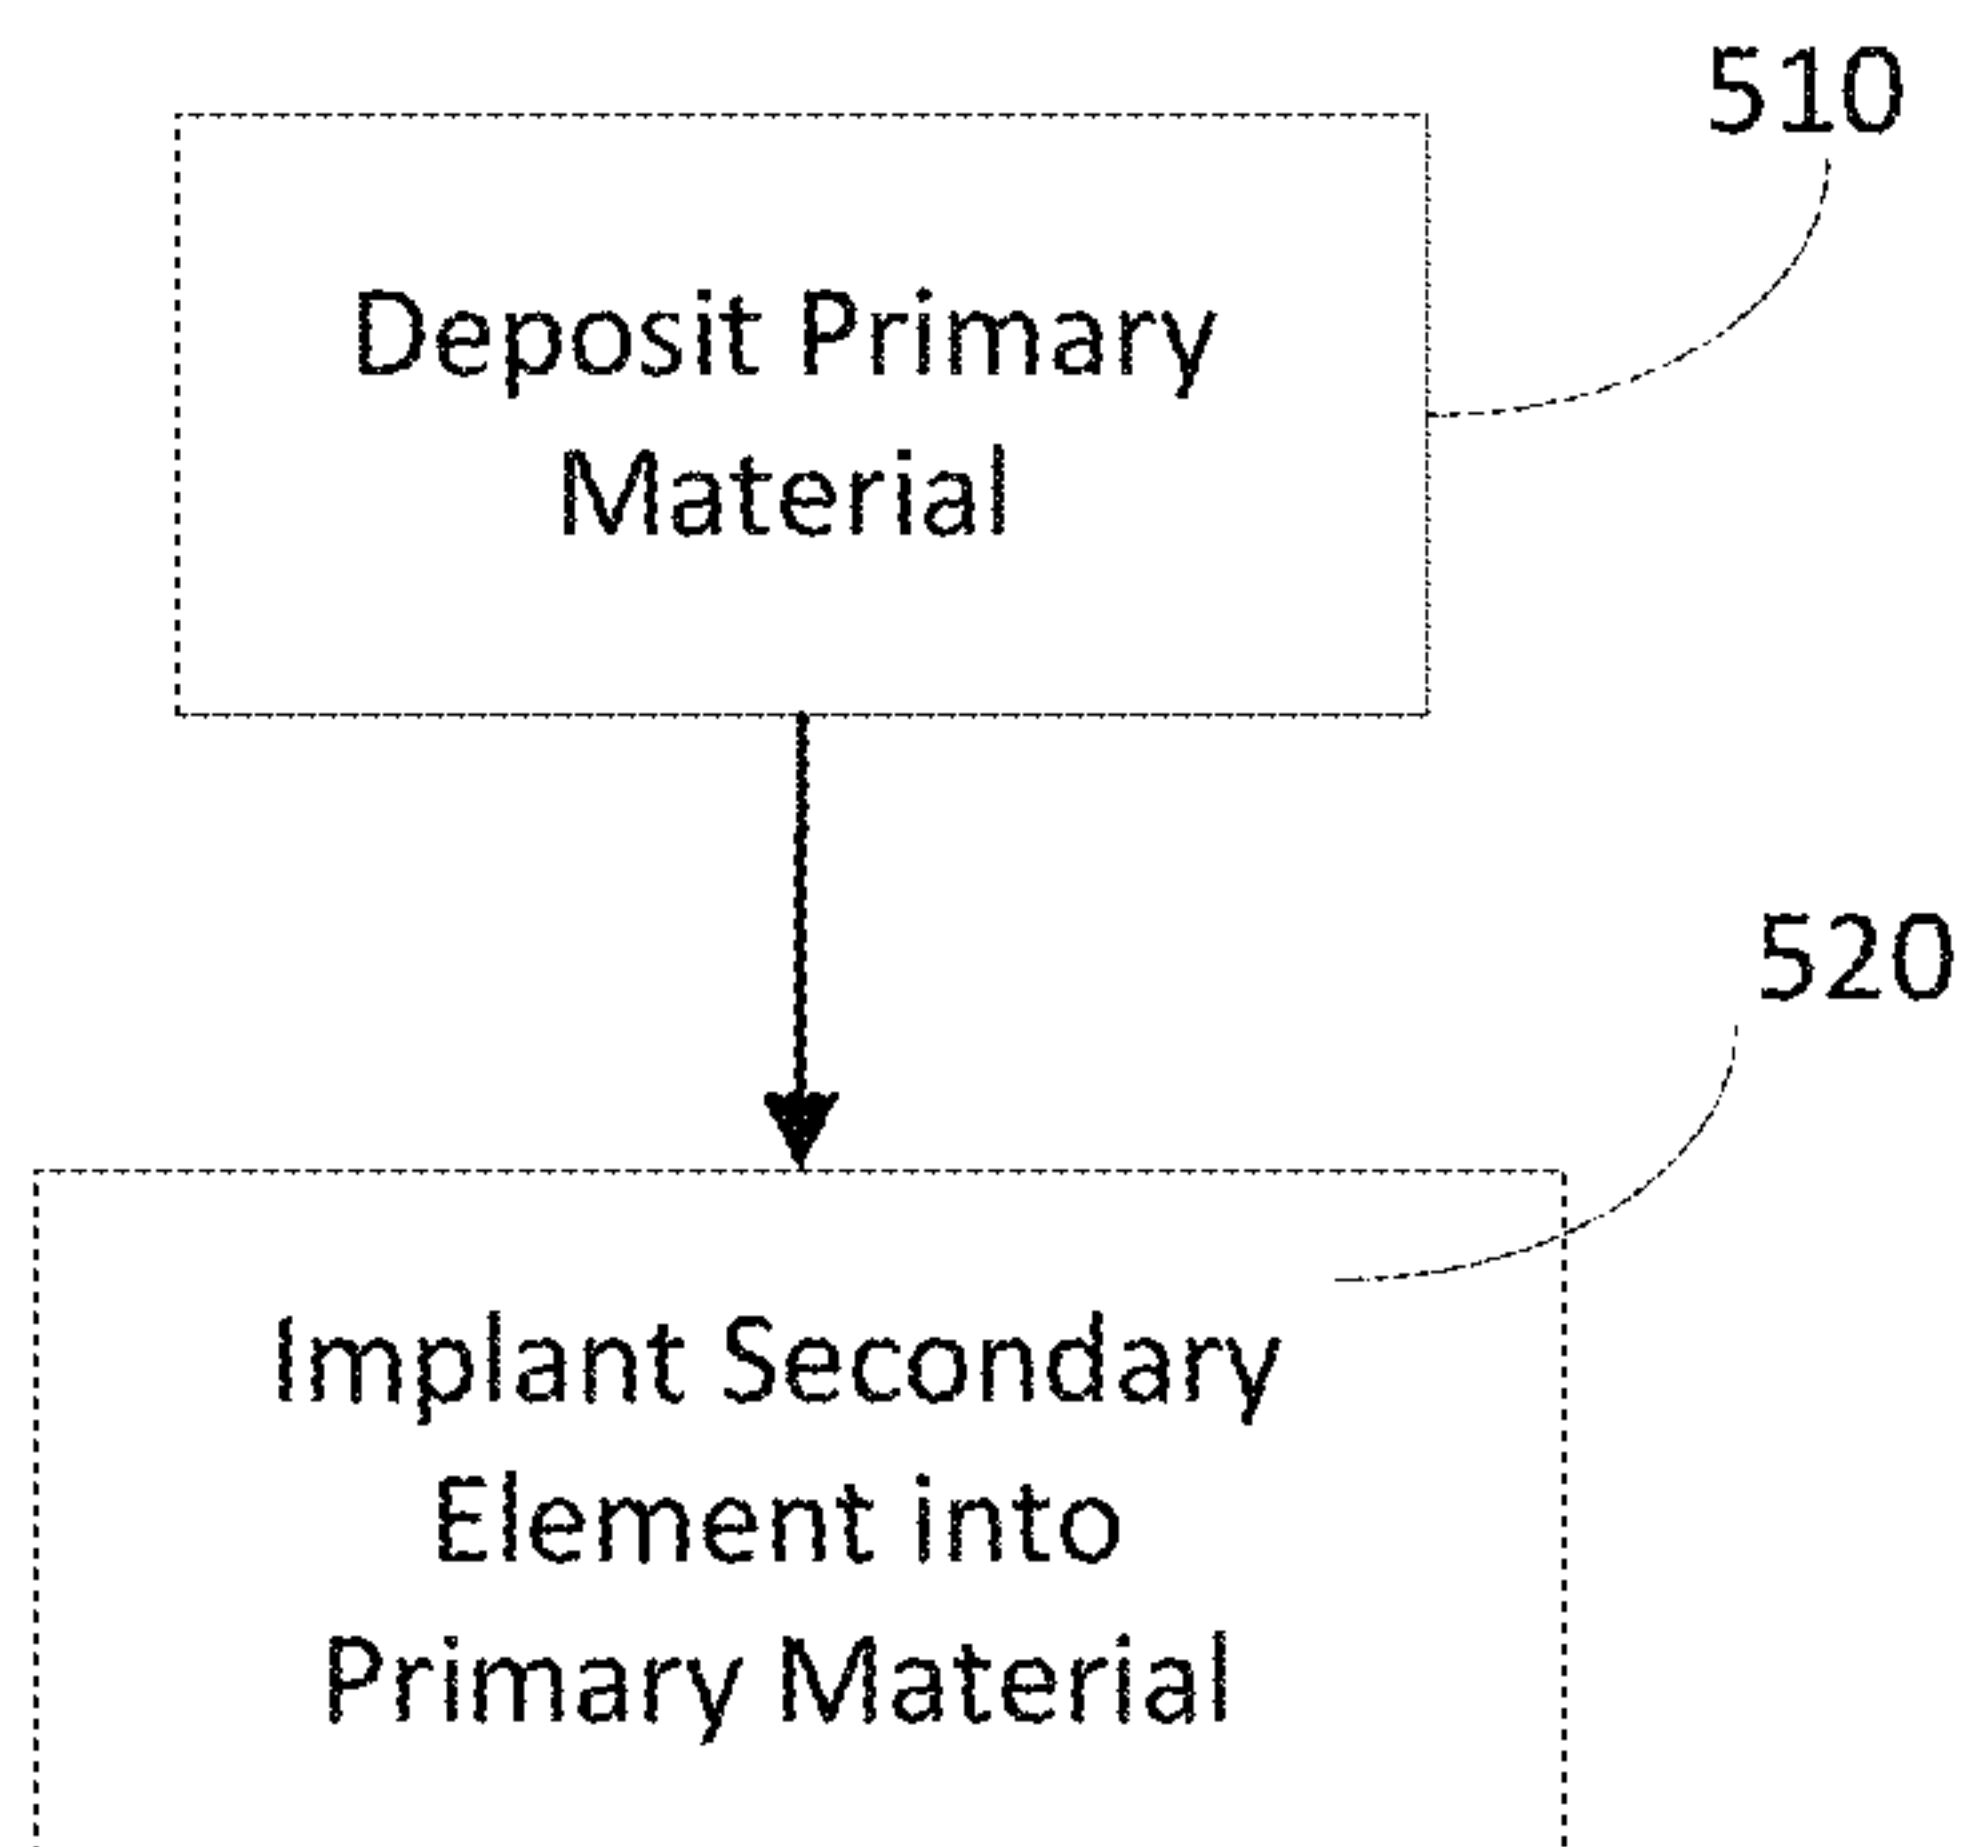 510
Deposit Primary
Material
520
Implant Secondary
Element into
Primary Material